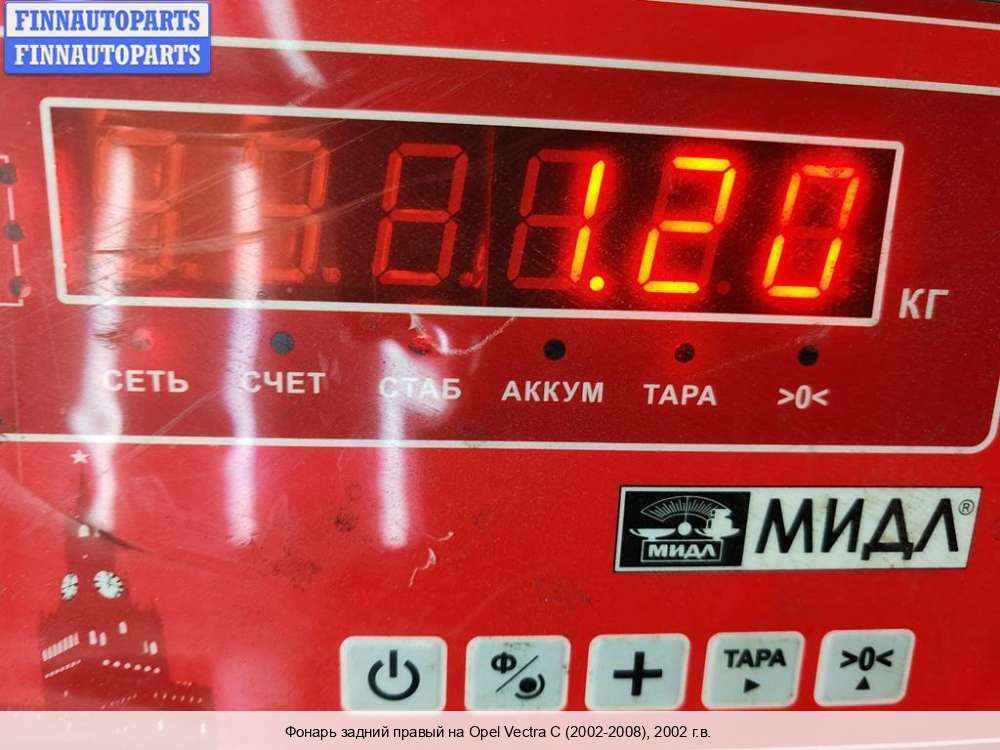 FINNAUTOPARTS
FINNAUTOPARTS
1.20
КГ
СЕТЬ СЧЕТ СТАБ АККУМ ТАРА >0<
МИДЛ МИДЛ®
Ф/ + ТАРА >0<
Фонарь задний правый на Opel Vectra C (2002-2008), 2002 г.в.